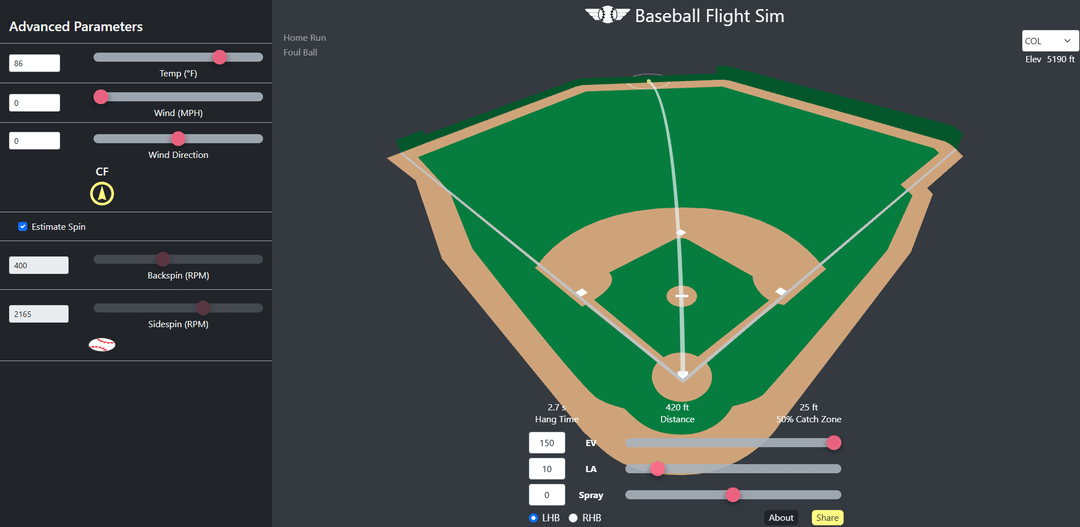 Baseball Flight Sim
Advanced Parameters
86
Temp (°F)
0
Wind (MPH)
0
Wind Direction
CF
Estimate Spin
400
Backspin (RPM)
2165
Sidespin (RPM)
Home Run
Foul Ball
COL
Elev 5190 ft
2.7 s
Hang Time
420 ft
Distance
25 ft
50% Catch Zone
150 EV
10 LA
0 Spray
LHB RHB
About Share